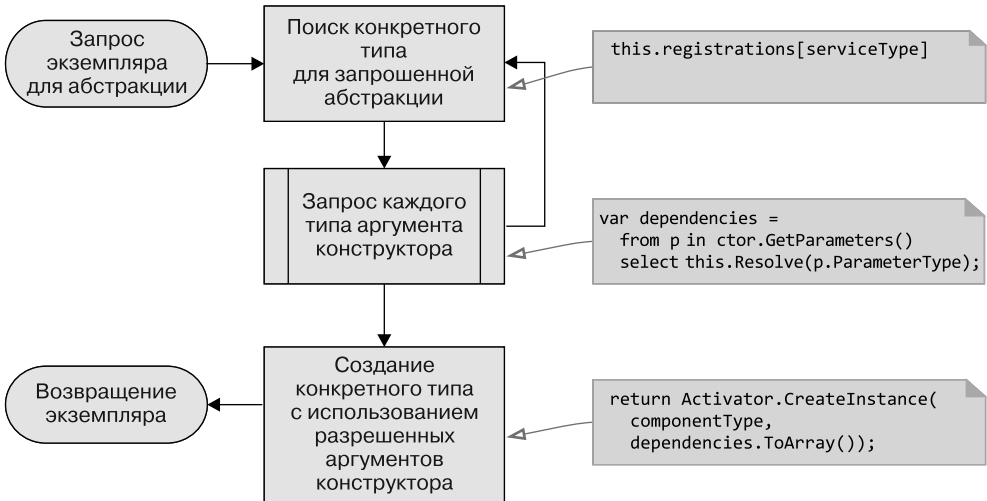 Запрос
экземпляра
для абстракции
Поиск конкретного
типа
для запрошенной
абстракции
this.registrations[serviceType]
Запрос каждого
типа аргумента
конструктора
var dependencies =
from p in ctor.GetParameters()
select this.Resolve(p.ParameterType);
Создание
конкретного типа
с использованием
разрешенных
аргументов
конструктора
Возвращение
экземпляра
return Activator.CreateInstance(
componentType,
dependencies.ToArray());